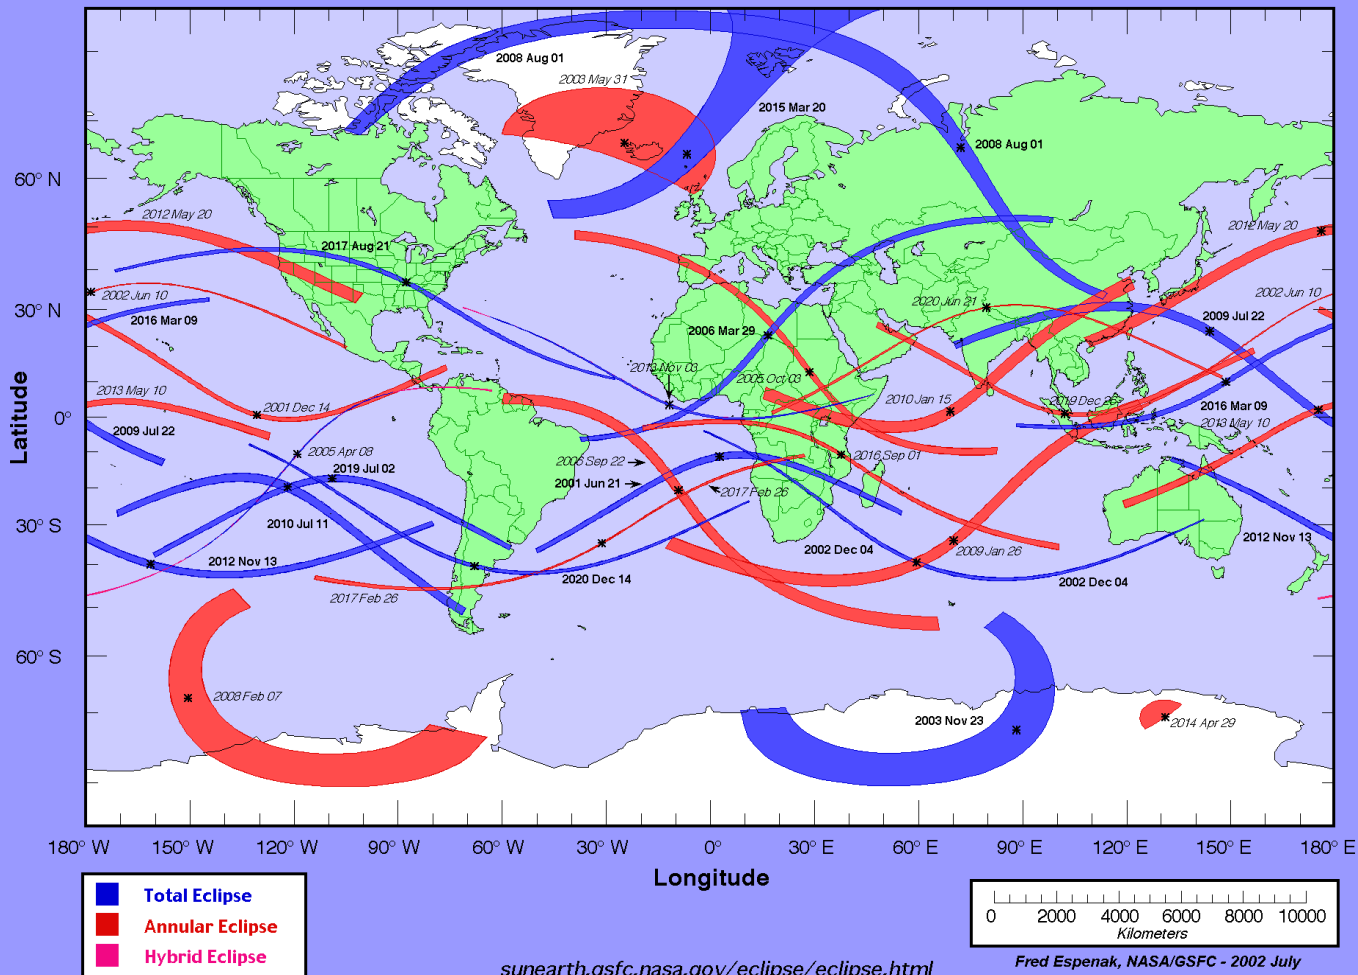 2008 Aug 01
2003 May 31
2015 Mar 20
2008 Aug 01
60° N
2012 May 20
2012 May 20
2017 Aug 21
2002 Jun 10
2020 Jun 21
2002 Jun 10
30° N
2016 Mar 09
2006 Mar 29
2009 Jul 22
2013 Nov 03
2005 Oct 03
2013 May 10
2001 Dec 14
2010 Jan 15
2019 Dec 26
2016 Mar 09
0°
2013 May 10
2009 Jul 22
2005 Apr 08
2019 Jul 02
2006 Sep 22
2016 Sep 01
2001 Jun 21
2017 Feb 26
2010 Jul 11
30° S
2012 Nov 13
2002 Dec 04
2009 Jan 26
2012 Nov 13
2020 Dec 14
2002 Dec 04
2017 Feb 26
60° S
2008 Feb 07
2003 Nov 23
2014 Apr 29
Latitude
180° W 150° W 120° W 90° W 60° W 30° W 0° 30° E 60° E 90° E 120° E 150° E 180° E
Longitude
Total Eclipse
Annular Eclipse
Hybrid Eclipse
0 2000 4000 6000 8000 10000
Kilometers
Fred Espenak, NASA/GSFC - 2002 July
sunearth.gsfc.nasa.gov/eclipse/eclipse.html